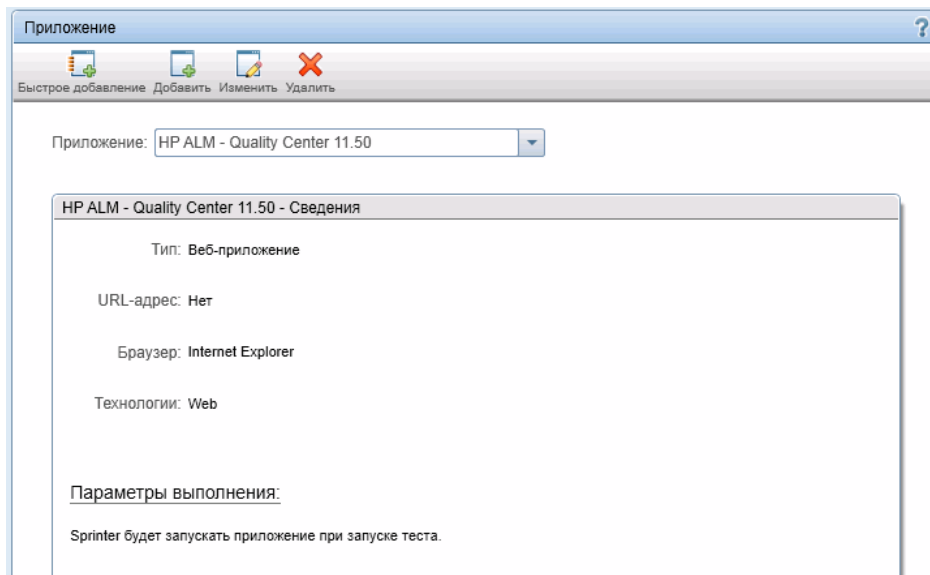 Приложение
?
Быстрое добавление Добавить Изменить Удалить
Приложение: HP ALM - Quality Center 11.50
HP ALM - Quality Center 11.50 - Сведения
Тип: Веб-приложение
URL-адрес: Нет
Браузер: Internet Explorer
Технологии: Web
Параметры выполнения:
Sprinter будет запускать приложение при запуске теста.